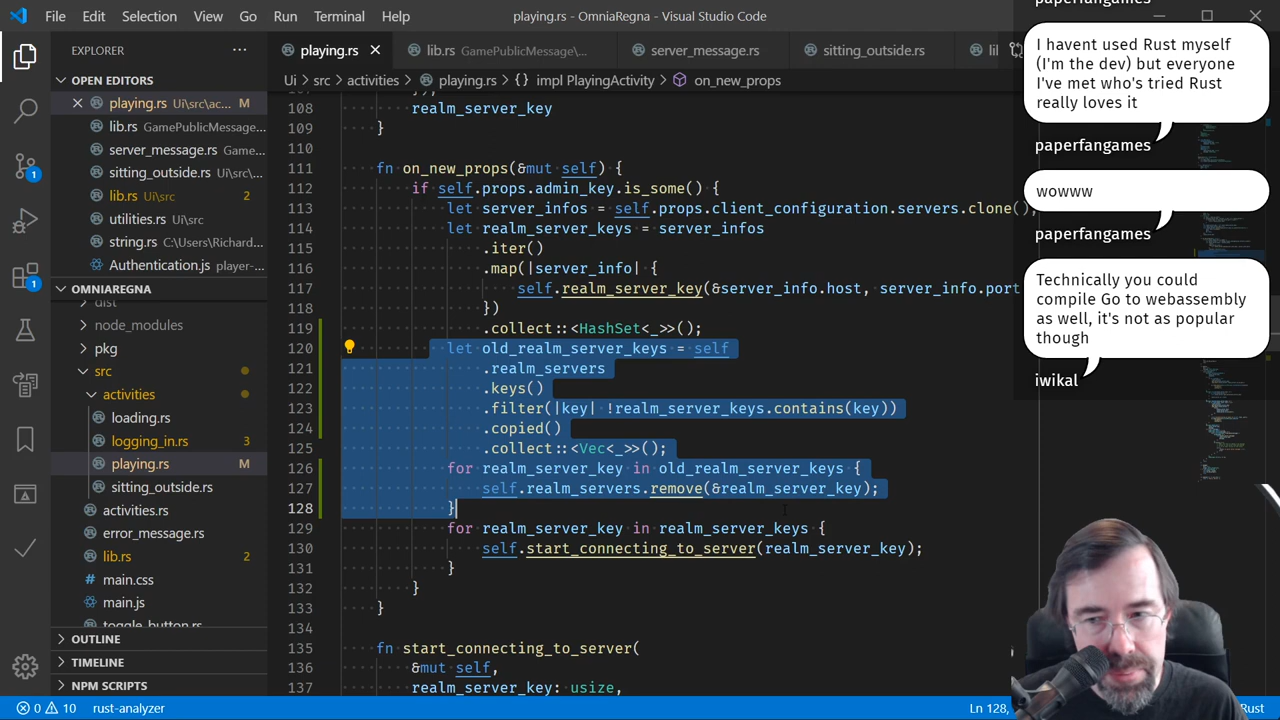 File Edit Selection View Go Run Terminal Help
playing.rs - OmniaRegna - Visual Studio Code
EXPLORER
OPEN EDITORS
playing.rs Ui\src\ac... M
lib.rs GamePublicMessage...
server_message.rs Game...
sitting_outside.rs Ui\src\...
lib.rs Ui\src 2
utilities.rs Ui\src
string.rs C:\Users\Richard...
Authentication.js player-...
OMNIAREGNA
dist
node_modules
pkg
src
activities
loading.rs
logging_in.rs 3
playing.rs M
sitting_outside.rs
activities.rs
error_message.rs
lib.rs 2
main.css
main.js
toggle_button.rs
OUTLINE
TIMELINE
NPM SCRIPTS
playing.rs
lib.rs GamePublicMessage\...
server_message.rs
sitting_outside.rs
Ui > src > activities > playing.rs > {} impl PlayingActivity > on_new_props
108 realm_server_key
109 }
110
111 fn on_new_props(&mut self) {
112 if self.props.admin_key.is_some() {
113 let server_infos = self.props.client_configuration.servers.clone();
114 let realm_server_keys = server_infos
115 .iter()
116 .map(|server_info| {
117 self.realm_server_key(&server_info.host, server_info.port
118 })
119 .collect::<HashSet<_>>();
120 let old_realm_server_keys = self
121 .realm_servers
122 .keys()
123 .filter(|key| !realm_server_keys.contains(key))
124 .copied()
125 .collect::<Vec<_>>();
126 for realm_server_key in old_realm_server_keys {
127 self.realm_servers.remove(&realm_server_key);
128 }
129 for realm_server_key in realm_server_keys {
130 self.start_connecting_to_server(realm_server_key);
131 }
132 }
133 }
134
135 fn start_connecting_to_server(
136 &mut self,
137 realm_server_key: usize,
paperfangames
I havent used Rust myself
(I'm the dev) but everyone
I've met who's tried Rust
really loves it
paperfangames
wowww
paperfangames
Technically you could
compile Go to webassembly
as well, it's not as popular
though
iwikal
0 10 rust-analyzer
Ln 128,
Rust